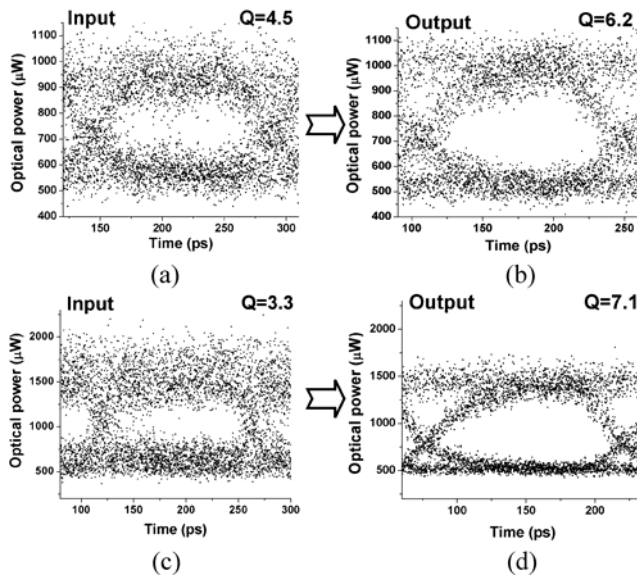 Input Q=4.5
1100
1000
900
800
700
600
500
400
Optical power (µW)
150 200 250 300
Time (ps)
(a)
Output Q=6.2
1100
1000
900
800
700
600
500
400
Optical power (µW)
100 150 200 250
Time (ps)
(b)
Input Q=3.3
2000
1500
1000
500
Optical power (µW)
100 150 200 250 300
Time (ps)
(c)
Output Q=7.1
2000
1500
1000
500
Optical power (µW)
100 150 200
Time (ps)
(d)